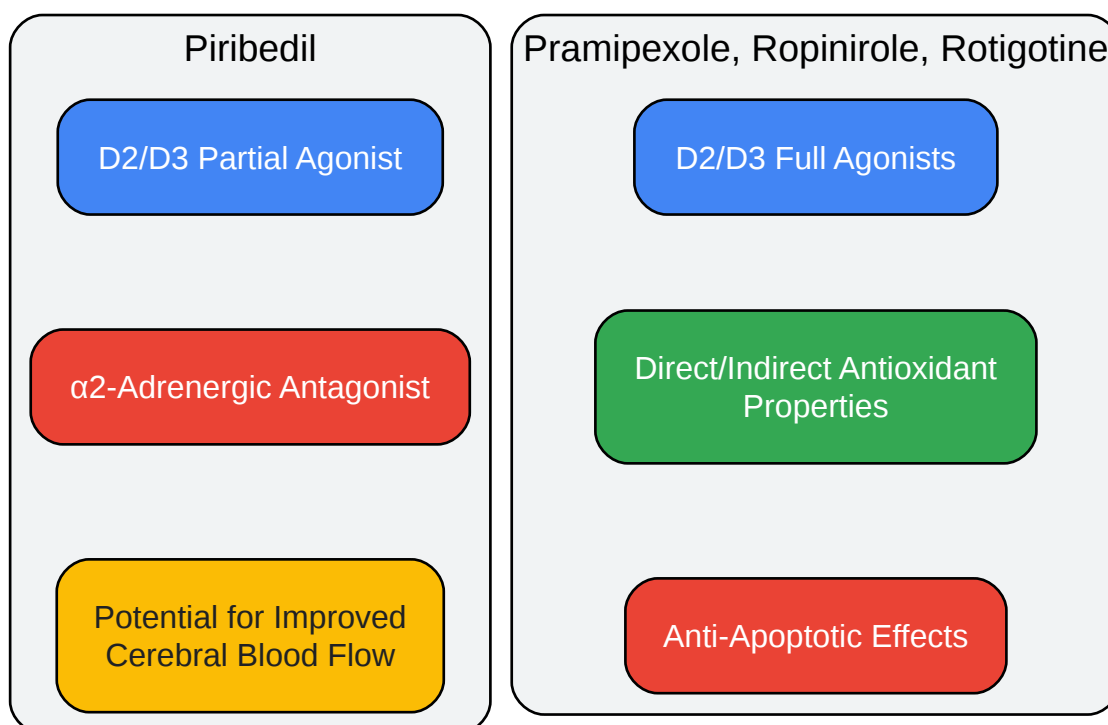 Piribedil
D2/D3 Partial Agonist
α2-Adrenergic Antagonist
Potential for Improved
Cerebral Blood Flow
Pramipexole, Ropinirole, Rotigotine
D2/D3 Full Agonists
Direct/Indirect Antioxidant
Properties
Anti-Apoptotic Effects